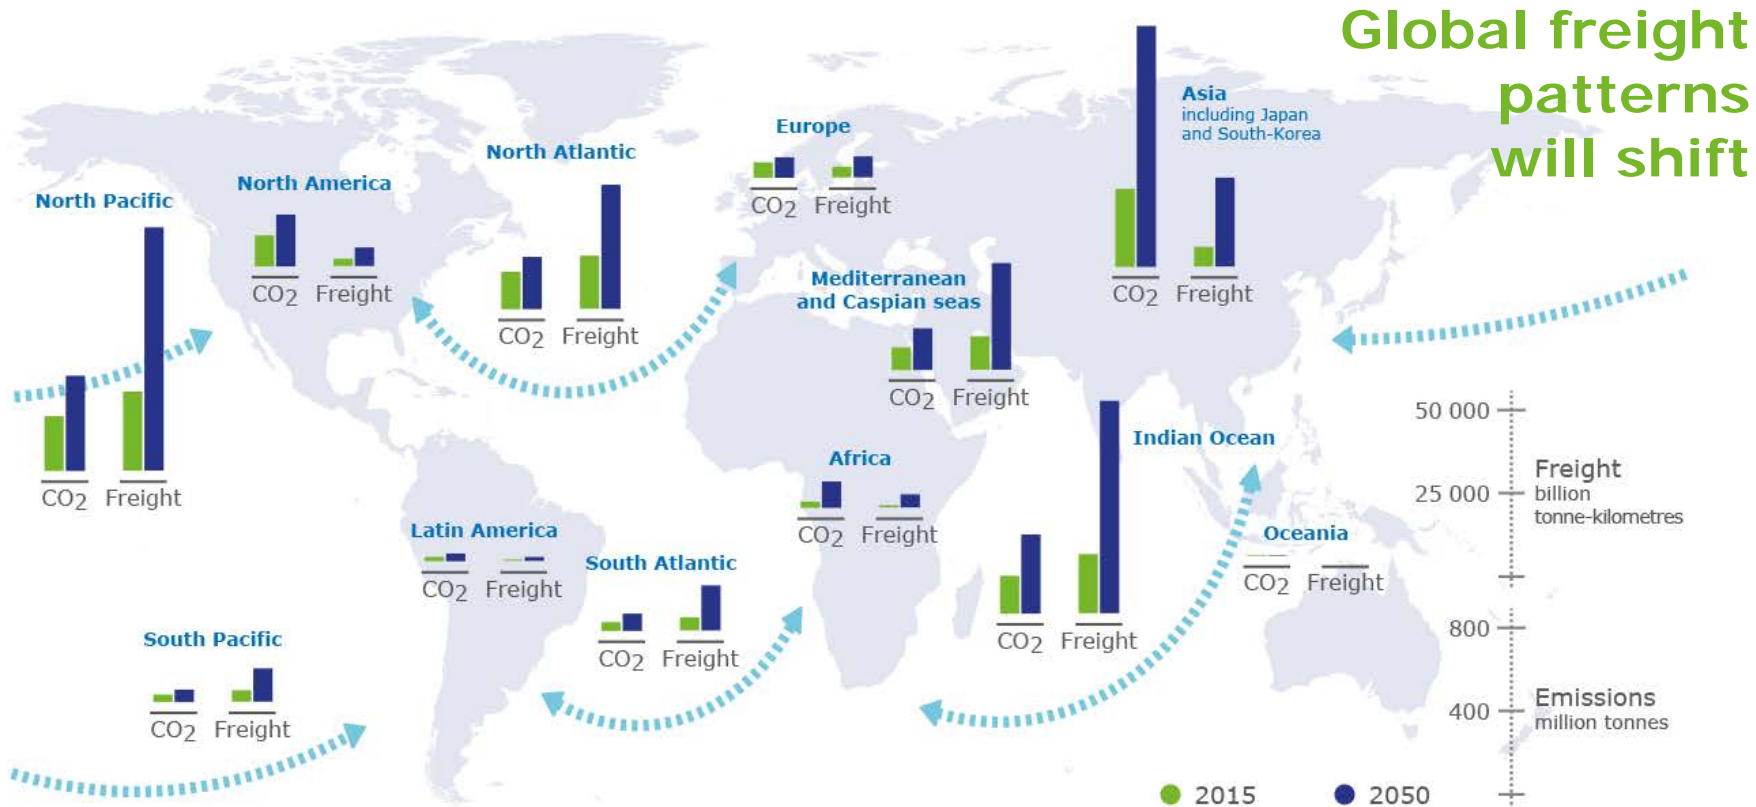 Global freight
patterns
will shift
North Pacific
CO2 Freight
North America
CO2 Freight
North Atlantic
CO2 Freight
Europe
CO2 Freight
Asia
including Japan
and South-Korea
CO2 Freight
Mediterranean
and Caspian seas
CO2 Freight
Indian Ocean
CO2 Freight
Africa
CO2 Freight
Latin America
CO2 Freight
South Atlantic
CO2 Freight
Oceania
CO2 Freight
South Pacific
CO2 Freight
50 000
25 000
Freight
billion
tonne-kilometres
800
400
Emissions
million tonnes
2015 2050